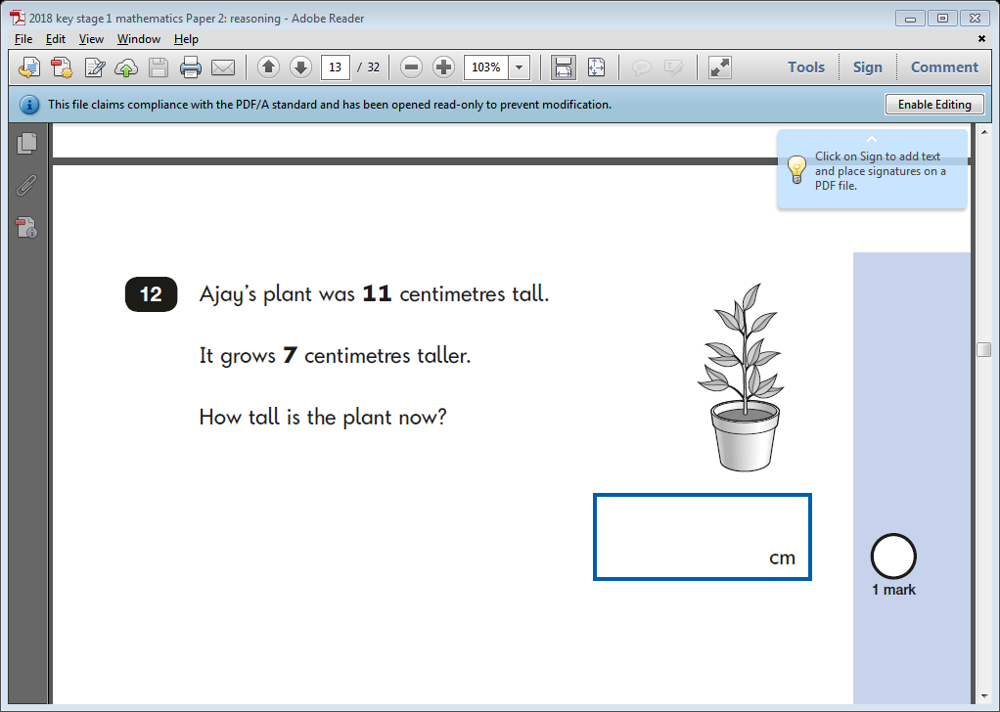 2018 key stage 1 mathematics Paper 2: reasoning - Adobe Reader
File Edit View Window Help
13 / 32 103% Tools Sign Comment
This file claims compliance with the PDF/A standard and has been opened read-only to prevent modification. Enable Editing
Click on Sign to add text
and place signatures on a
PDF file.
12 Ajay's plant was 11 centimetres tall.
It grows 7 centimetres taller.
How tall is the plant now?
cm
1 mark